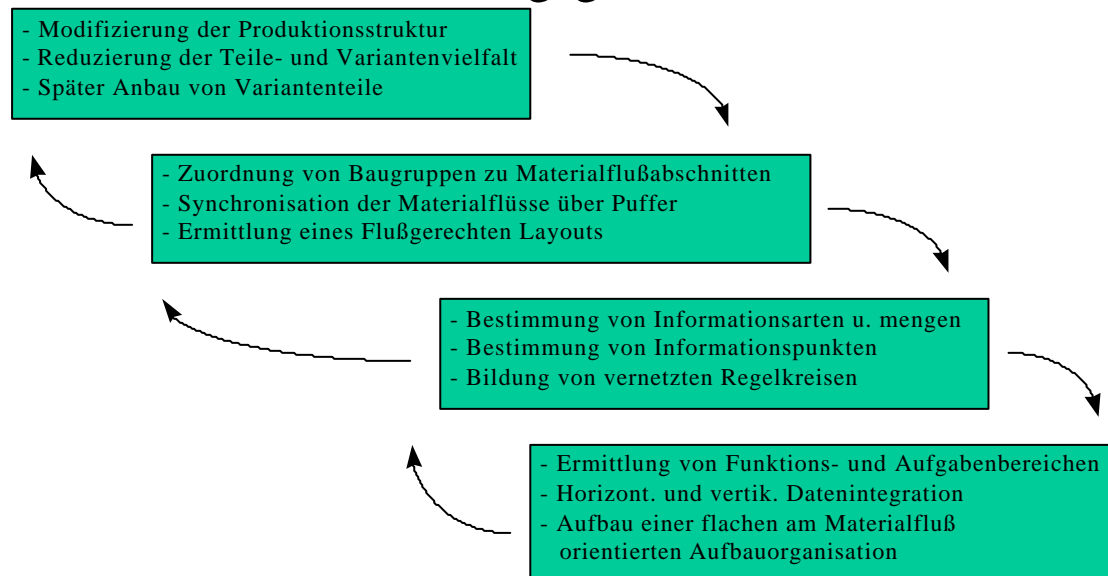 - Modifizierung der Produktionsstruktur
- Reduzierung der Teile- und Variantenvielfalt
- Später Anbau von Variantenteile
- Zuordnung von Baugruppen zu Materialflußabschnitten
- Synchronisation der Materialflüsse über Puffer
- Ermittlung eines Flußgerechten Layouts
- Bestimmung von Informationsarten u. mengen
- Bestimmung von Informationspunkten
- Bildung von vernetzten Regelkreisen
- Ermittlung von Funktions- und Aufgabenbereichen
- Horizont. und vertik. Datenintegration
- Aufbau einer flachen am Materialfluß
orientierten Aufbauorganisation